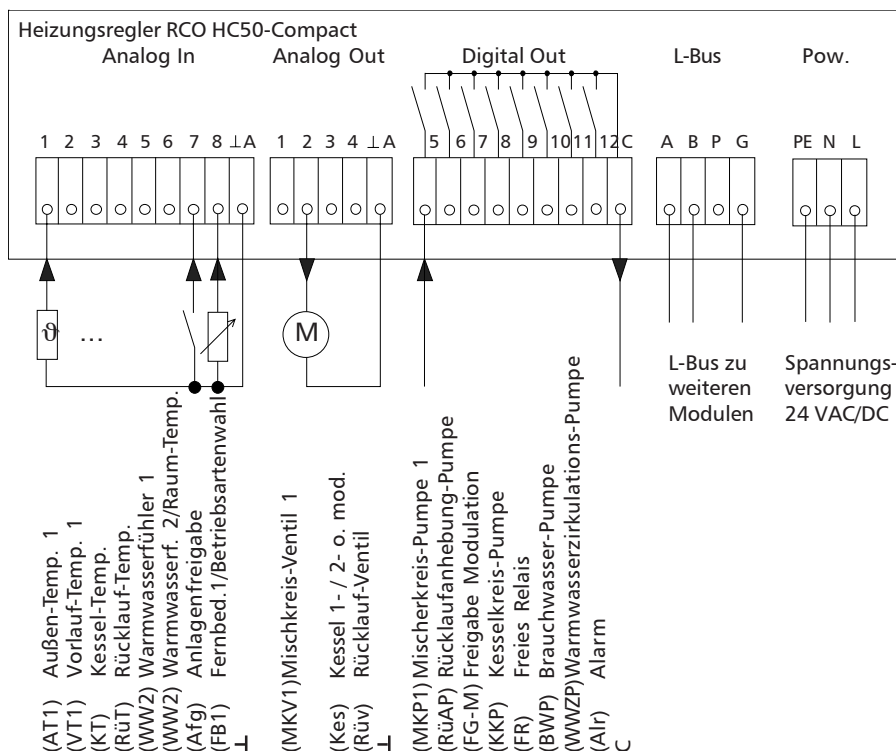 Heizungsregler RCO HC50-Compact
Analog In
Analog Out
Digital Out
L-Bus
Pow.
1 2 3 4 5 6 7 8 ⊥A
1 2 3 4 ⊥A
5 6 7 8 9 10 11 12 C
A B P G
PE N L
ϑ ...
M
L-Bus zu
weiteren
Modulen
Spannungs-
versorgung
24 VAC/DC
(AT1) Außen-Temp. 1
(VT1) Vorlauf-Temp. 1
(KT) Kessel-Temp.
(RüT) Rücklauf-Temp.
(WW2) Warmwasserfühler 1
(WW2) Warmwasserf. 2/Raum-Temp.
(Afg) Anlagenfreigabe
(FB1) Fernbed.1/Betriebsartenwahl
⊥
(MKV1) Mischkreis-Ventil 1
(Kes) Kessel 1- / 2- o. mod.
(Rüv) Rücklauf-Ventil
⊥
(MKP1) Mischerkreis-Pumpe 1
(RüAP) Rücklaufanhebung-Pumpe
(FG-M) Freigabe Modulation
(KKP) Kesselkreis-Pumpe
(FR) Freies Relais
(BWP) Brauchwasser-Pumpe
(WWZP) Warmwasserzirkulations-Pumpe
(Alr) Alarm
C